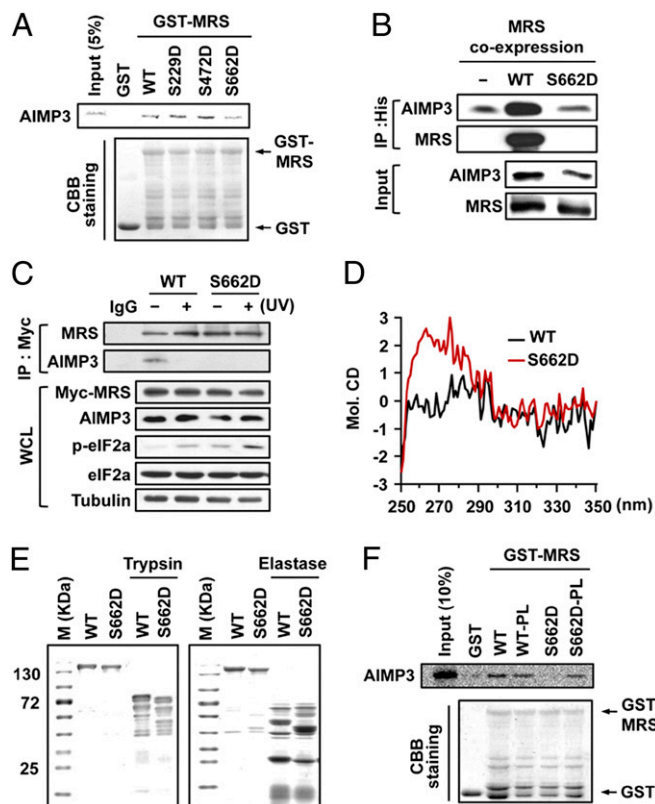 A
GST-MRS
Input (5%)
GST
WT
S229D
S472D
S662D
AIMP3
CBB
staining
GST-
MRS
GST
B
MRS
co-expression
– WT S662D
IP :His
AIMP3
MRS
Input
AIMP3
MRS
C
WT S662D
IgG – + – + (UV)
IP : Myc
MRS
AIMP3
WCL
Myc-MRS
AIMP3
p-eIF2a
eIF2a
Tubulin
D
Mol. CD
WT
S662D
3
2
1
0
-1
-2
-3
250 270 290 310 330 350 (nm)
E
Trypsin
M (KDa)
WT
S662D
WT
S662D
130
72
25
Elastase
M (KDa)
WT
S662D
WT
S662D
F
GST-MRS
Input (10%)
GST
WT
WT-PL
S662D
S662D-PL
AIMP3
CBB
staining
GST
MRS
GST